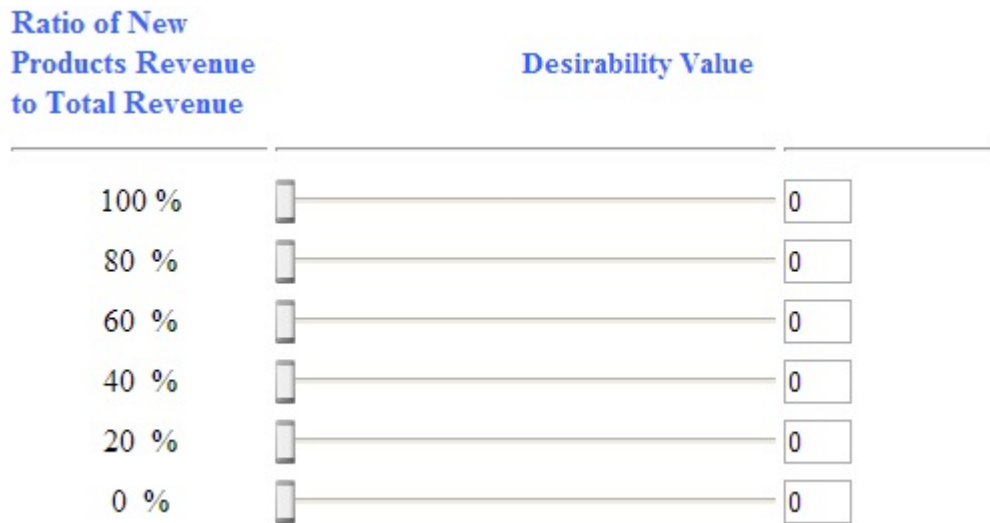 Ratio of New
Products Revenue
to Total Revenue
Desirability Value
100 % 0
80 % 0
60 % 0
40 % 0
20 % 0
0 % 0